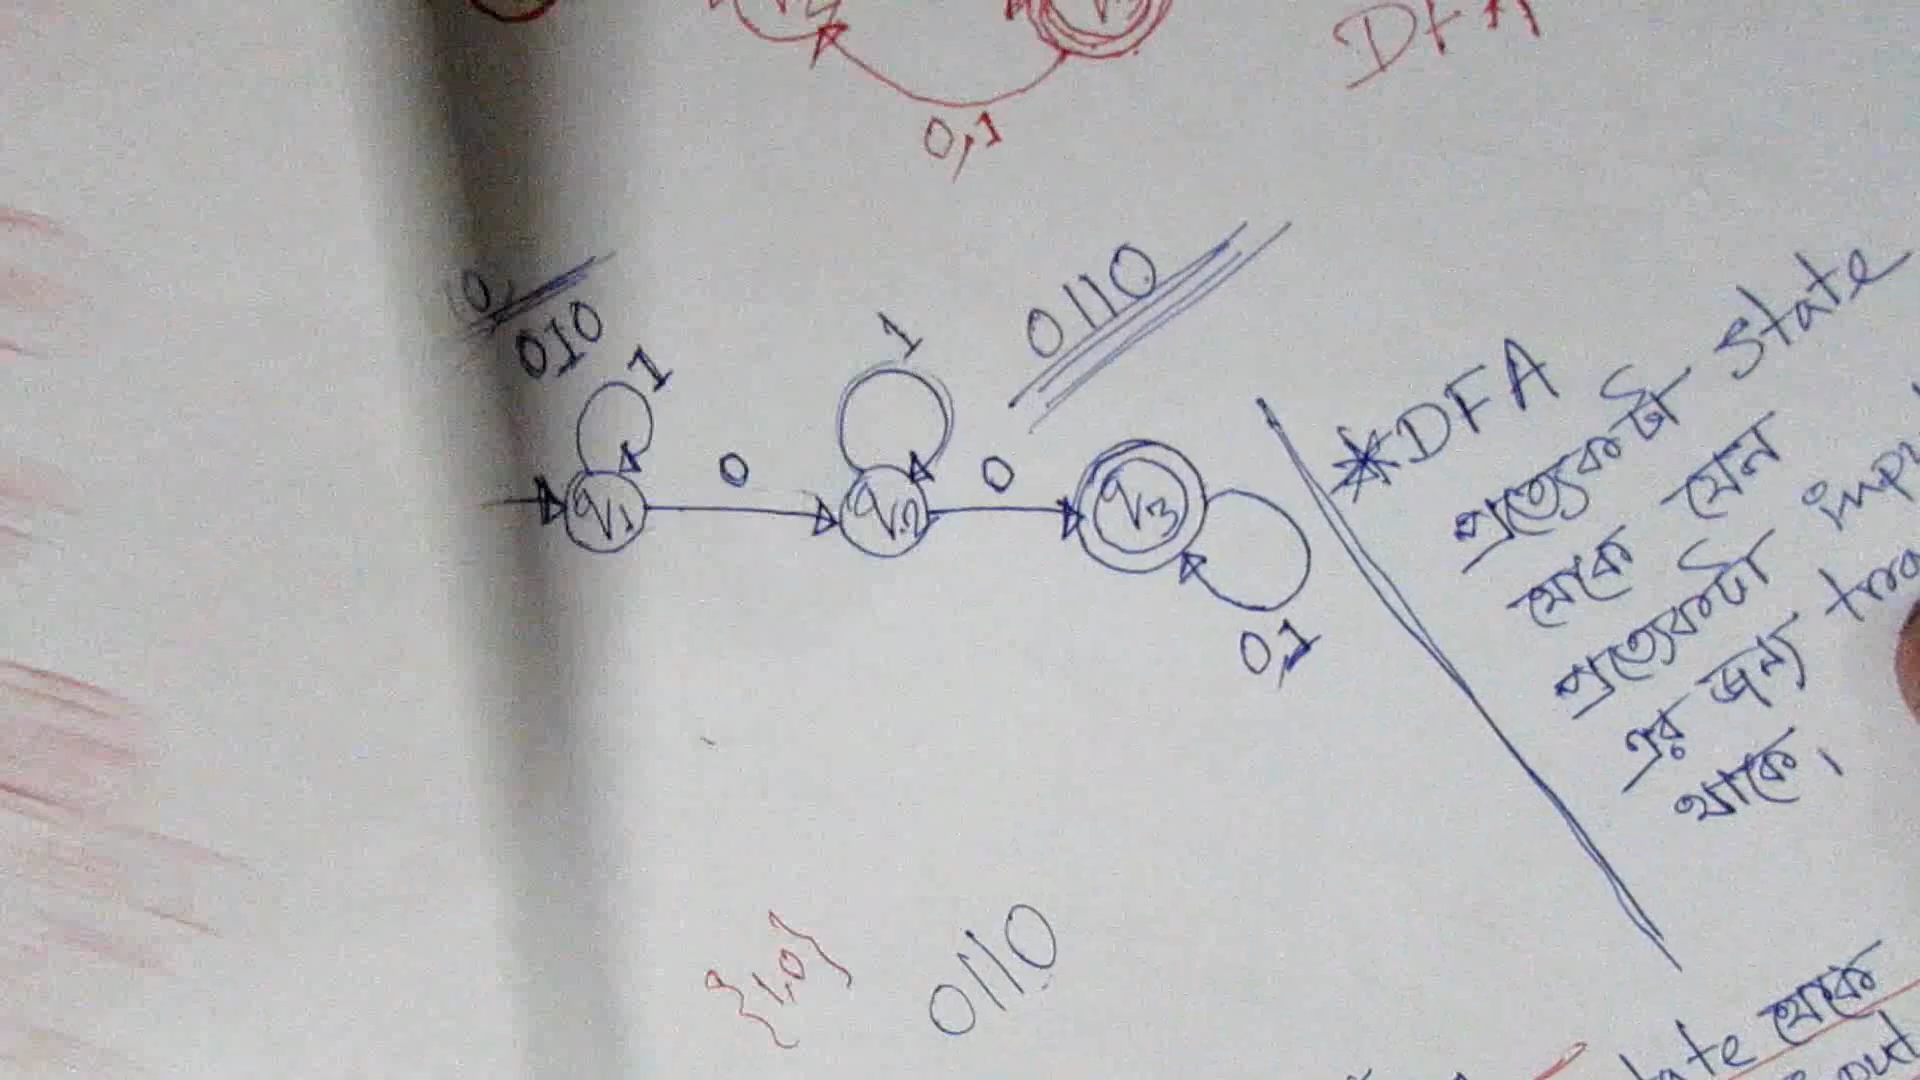 DFA
0,1
0
010
1
1
0110
0
0
q1
q2
q3
0,1
*DFA
প্রত্যেকটা state
থেকে যেন
প্রত্যেকটা
এর জন্য
থাকে।
{1,0}
0110
থেকে